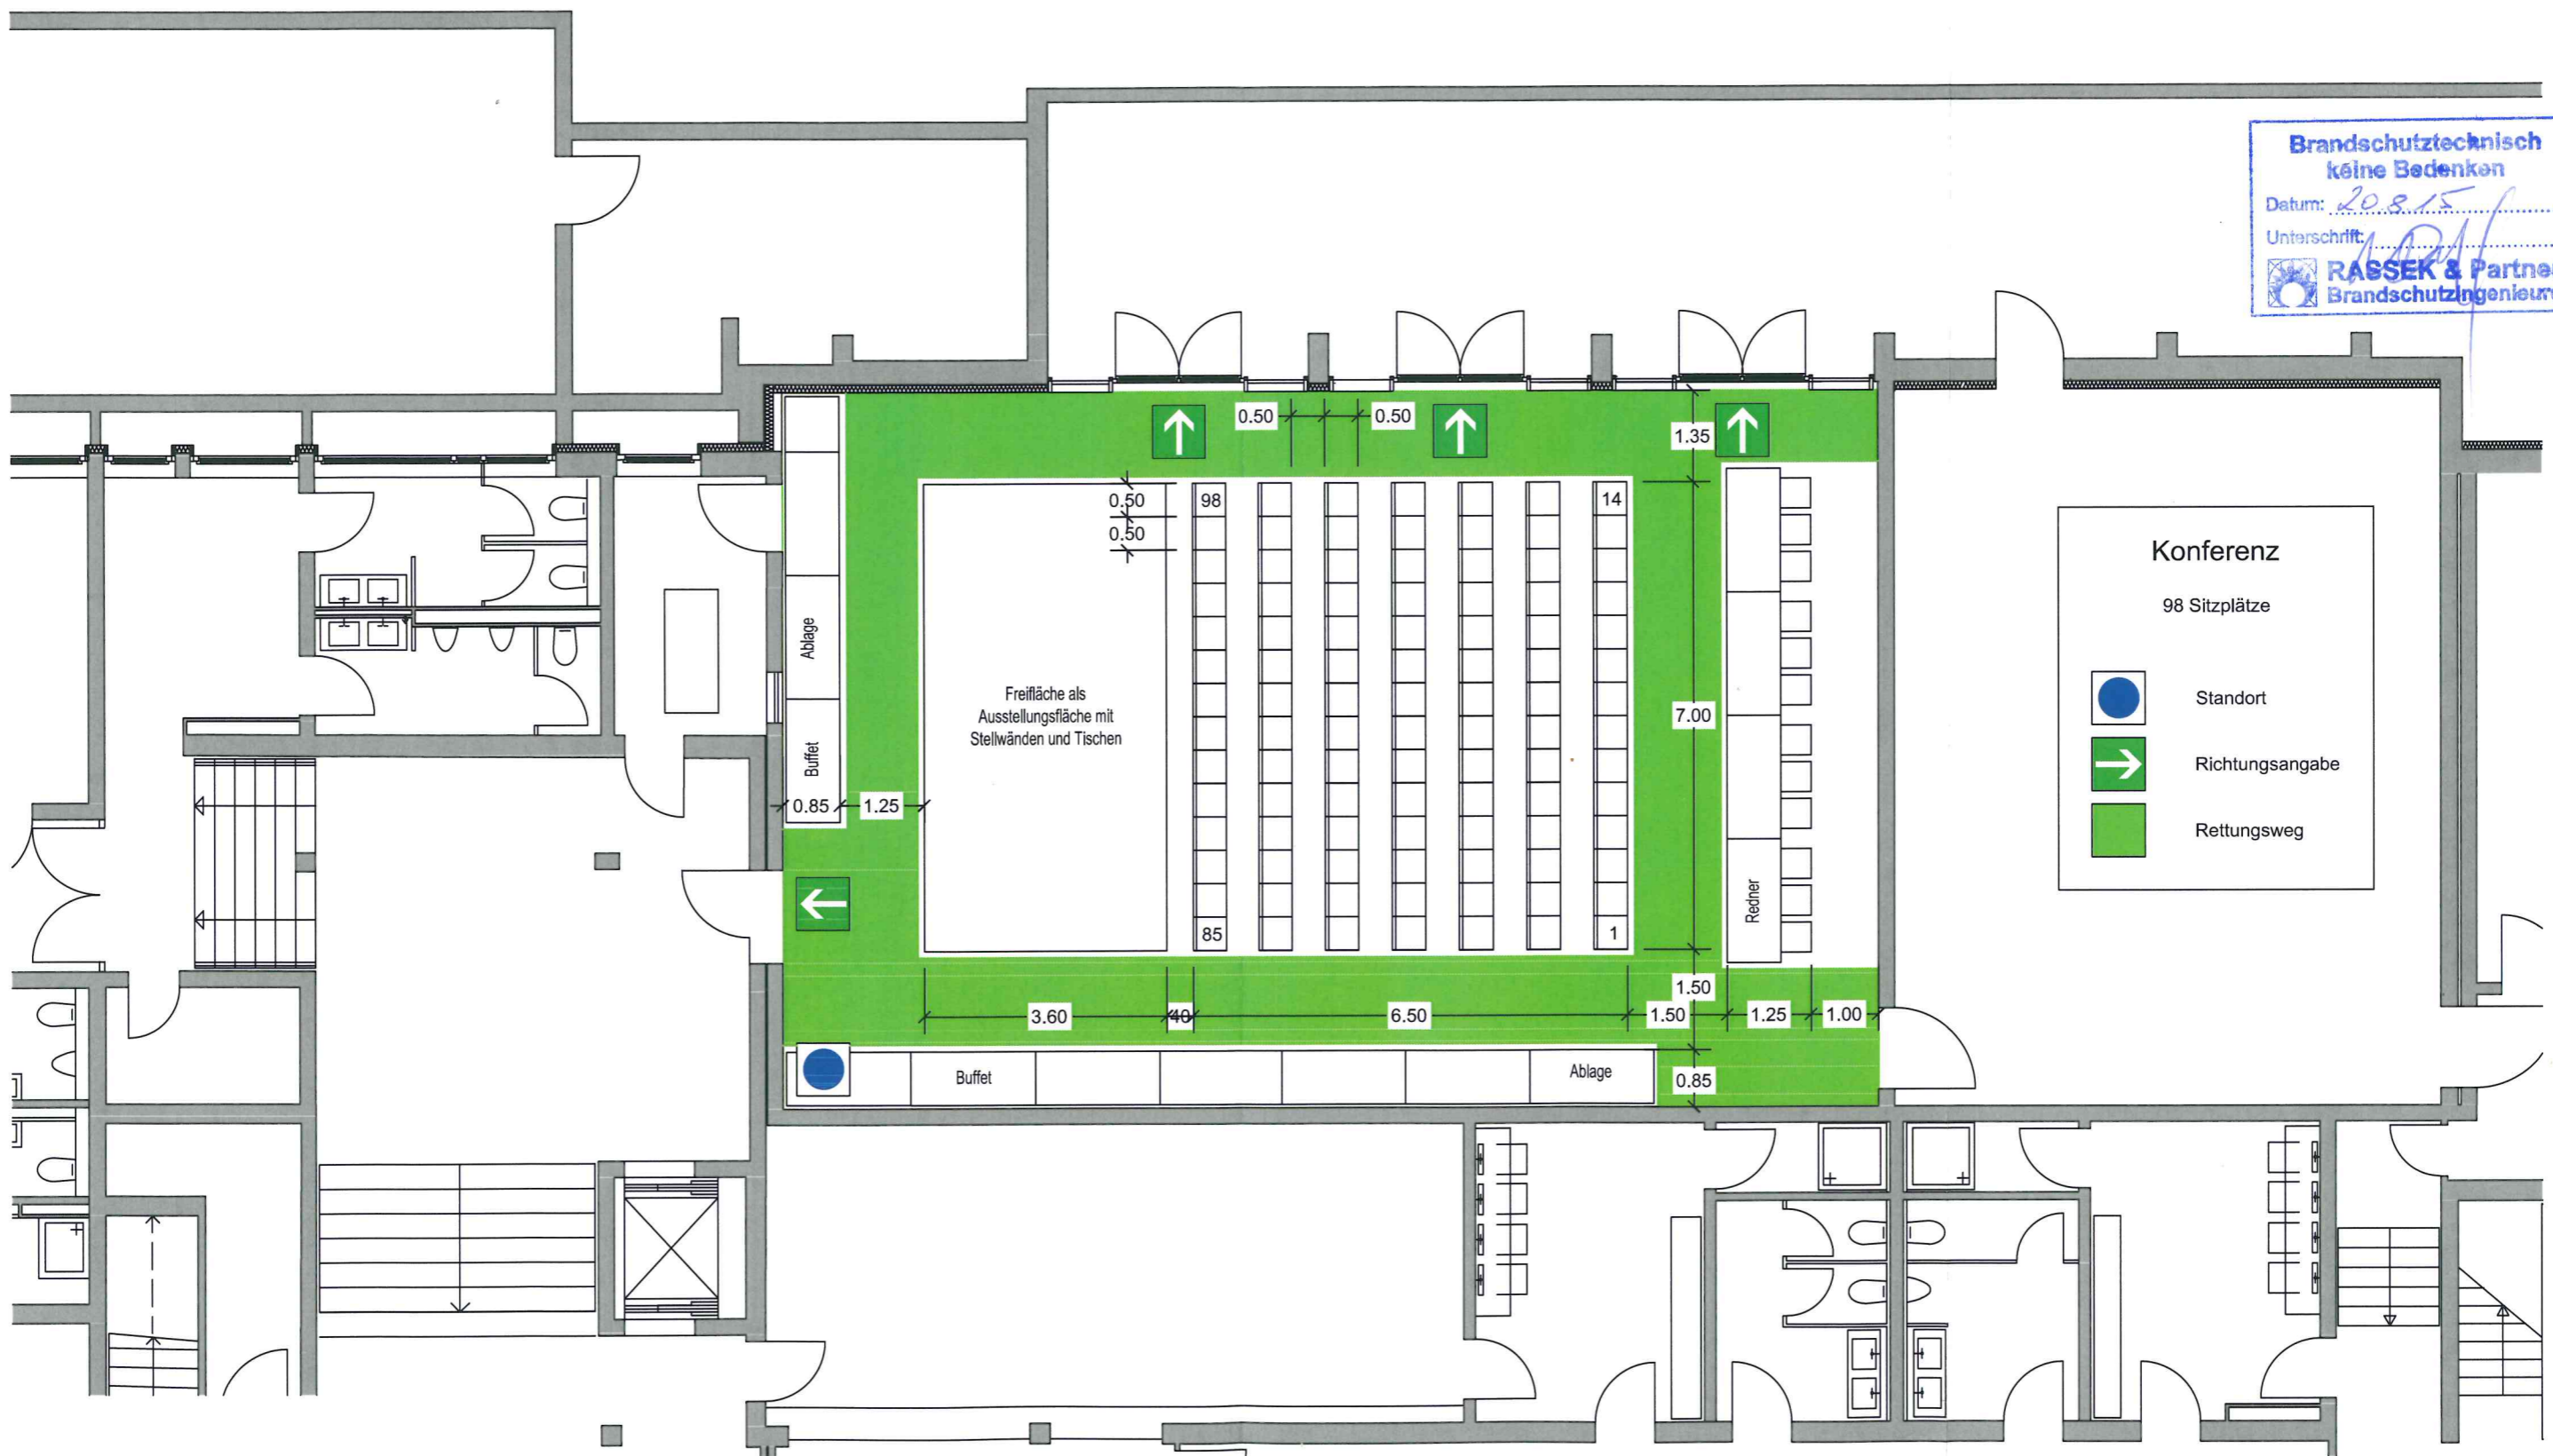 Brandschutztechnisch
keine Bedenken
Datum: 20.8.15
Unterschrift:
RASSEK & Partner
Brandschutzingenieure
0.50
0.50
1.35
0.50
0.50
98
14
Konferenz
98 Sitzplätze
Standort
Richtungsangabe
Rettungsweg
Ablage
Buffet
Freifläche als
Ausstellungsfläche mit
Stellwänden und Tischen
7.00
0.85
1.25
Redner
85
1
1.50
3.60
40
6.50
1.50
1.25
1.00
Buffet
Ablage
0.85